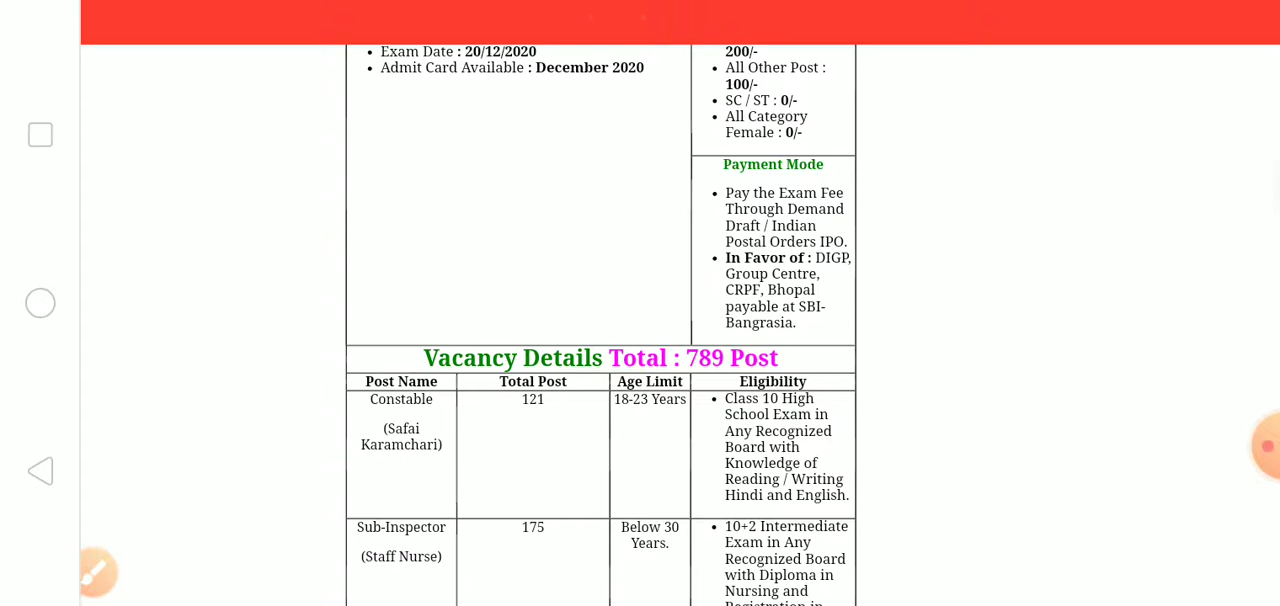 • Exam Date : 20/12/2020
• Admit Card Available : December 2020
200/-
• All Other Post :
100/-
• SC / ST : 0/-
• All Category
Female : 0/-
Payment Mode
• Pay the Exam Fee
Through Demand
Draft / Indian
Postal Orders IPO.
• In Favor of : DIGP,
Group Centre,
CRPF, Bhopal
payable at SBI-
Bangrasia.
Vacancy Details Total : 789 Post
Post Name Total Post Age Limit Eligibility
Constable
(Safai
Karamchari)
121
18-23 Years
• Class 10 High
School Exam in
Any Recognized
Board with
Knowledge of
Reading / Writing
Hindi and English.
Sub-Inspector
(Staff Nurse)
175
Below 30
Years.
• 10+2 Intermediate
Exam in Any
Recognized Board
with Diploma in
Nursing and
Registration in